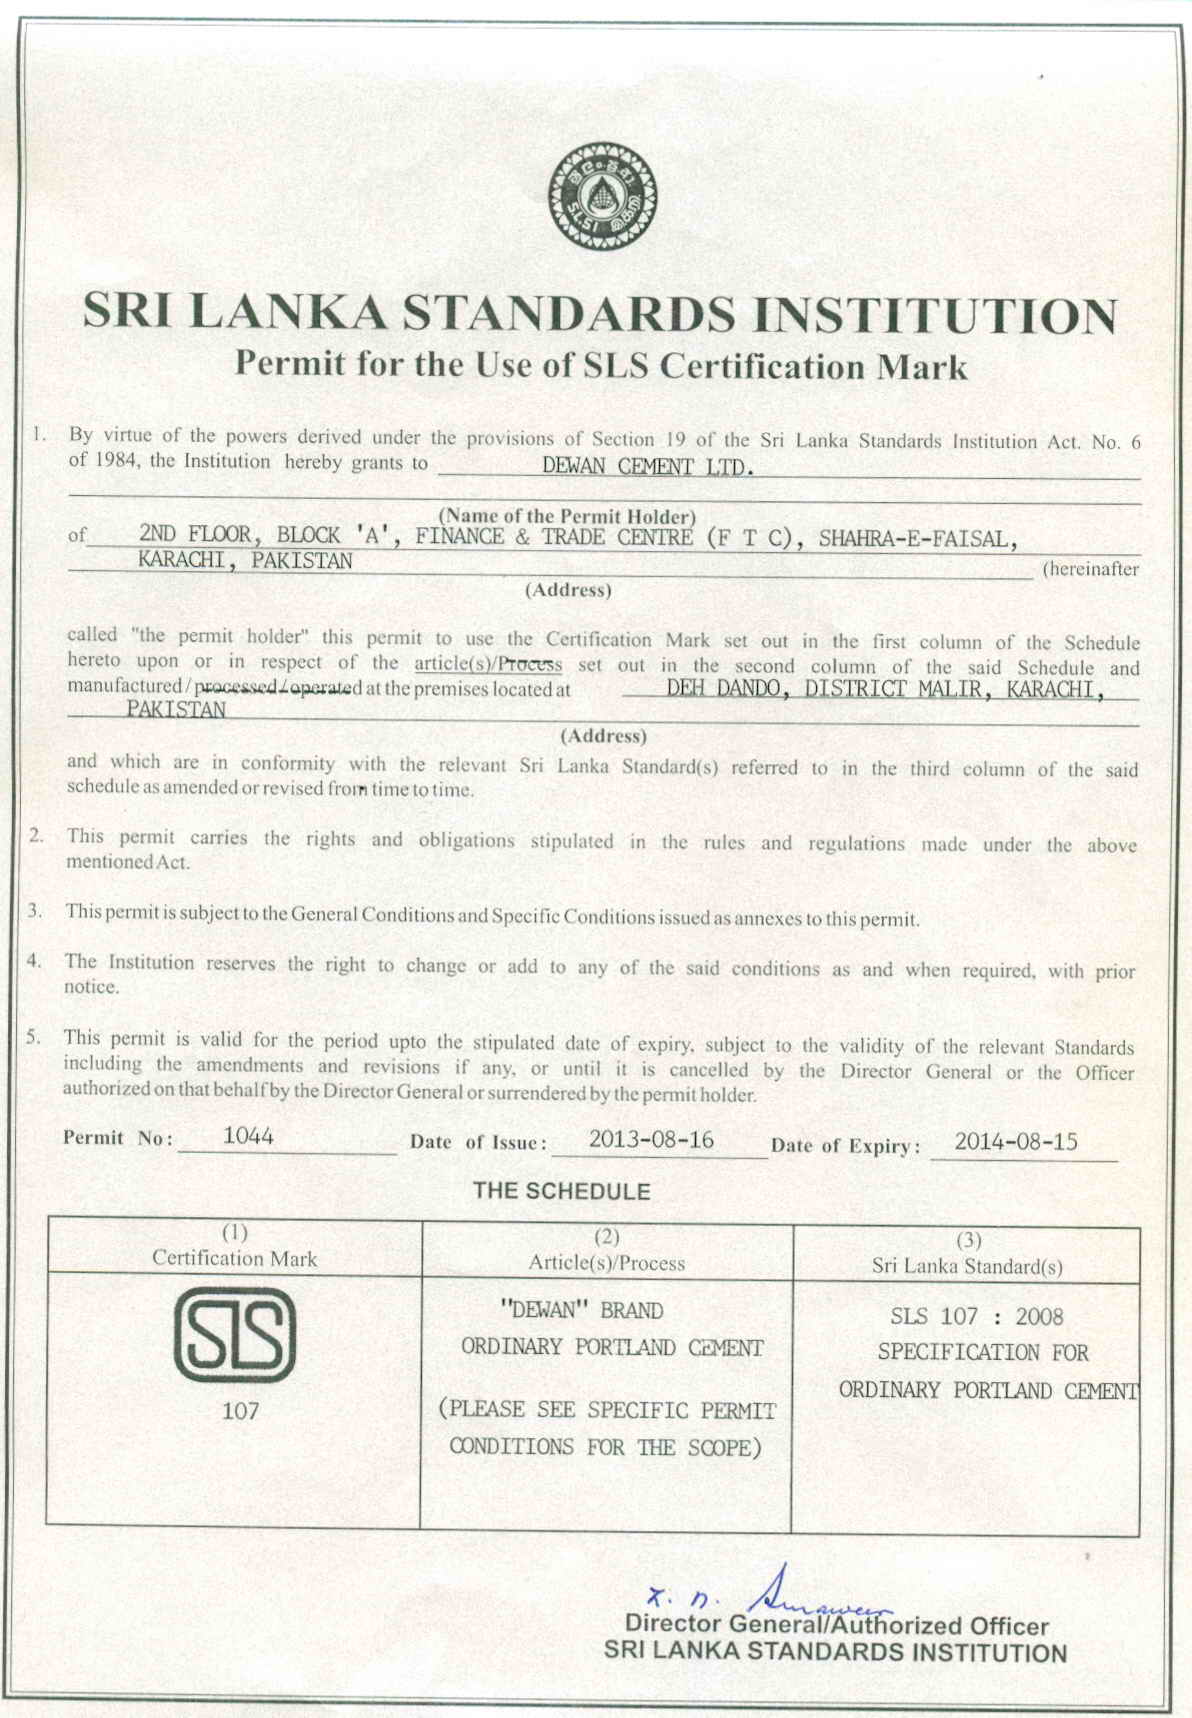 ශ්‍රී ලංකා
SLSI
இதநி
SRI LANKA STANDARDS INSTITUTION
Permit for the Use of SLS Certification Mark
1. By virtue of the powers derived under the provisions of Section 19 of the Sri Lanka Standards Institution Act. No. 6
of 1984, the Institution hereby grants to DEWAN CEMENT LTD.
(Name of the Permit Holder)
of 2ND FLOOR, BLOCK 'A', FINANCE & TRADE CENTRE (F T C), SHAHRA-E-FAISAL,
KARACHI, PAKISTAN (hereinafter
(Address)
called "the permit holder" this permit to use the Certification Mark set out in the first column of the Schedule
hereto upon or in respect of the article(s)/Process set out in the second column of the said Schedule and
manufactured/processed/operated at the premises located at DEH DANDO, DISTRICT MALIR, KARACHI,
PAKISTAN
(Address)
and which are in conformity with the relevant Sri Lanka Standard(s) referred to in the third column of the said
schedule as amended or revised from time to time.
2. This permit carries the rights and obligations stipulated in the rules and regulations made under the above
mentioned Act.
3. This permit is subject to the General Conditions and Specific Conditions issued as annexes to this permit.
4. The Institution reserves the right to change or add to any of the said conditions as and when required, with prior
notice.
5. This permit is valid for the period upto the stipulated date of expiry, subject to the validity of the relevant Standards
including the amendments and revisions if any, or until it is cancelled by the Director General or the Officer
authorized on that behalf by the Director General or surrendered by the permit holder.
Permit No: 1044 Date of Issue: 2013-08-16 Date of Expiry: 2014-08-15
THE SCHEDULE
(1) (2) (3)
Certification Mark Article(s)/Process Sri Lanka Standard(s)
SLS
107
"DEWAN" BRAND
ORDINARY PORTLAND CEMENT
(PLEASE SEE SPECIFIC PERMIT
CONDITIONS FOR THE SCOPE)
SLS 107 : 2008
SPECIFICATION FOR
ORDINARY PORTLAND CEMENT
Director General/Authorized Officer
SRI LANKA STANDARDS INSTITUTION